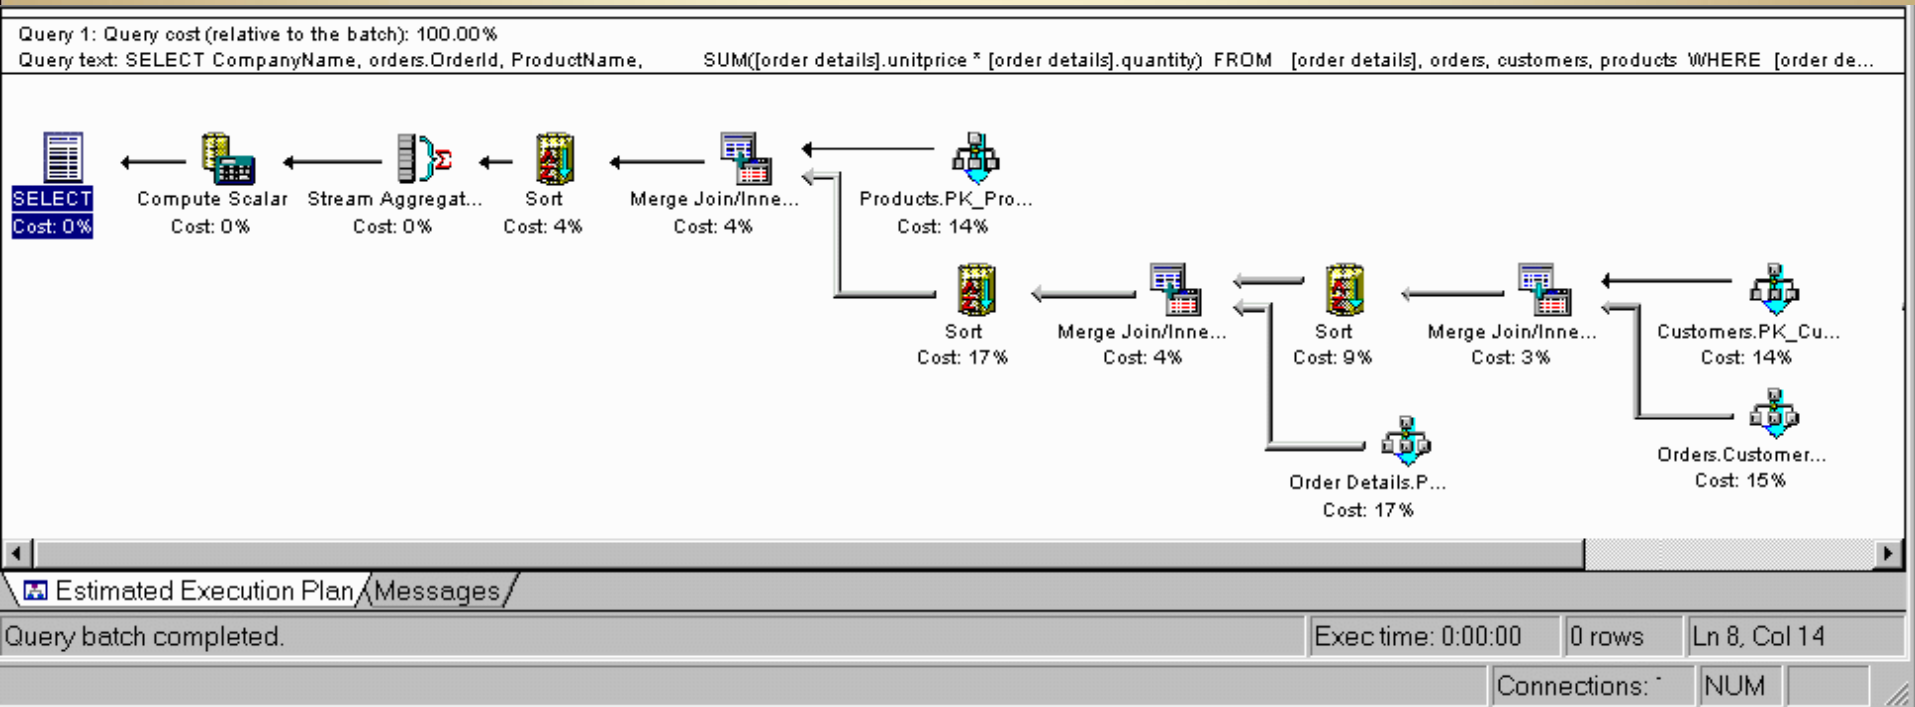 Query 1: Query cost (relative to the batch): 100.00%
Query text: SELECT CompanyName, orders.OrderId, ProductName, SUM([order details].unitprice * [order details].quantity) FROM [order details], orders, customers, products WHERE [order de...
SELECT
Cost: 0%
Compute Scalar
Cost: 0%
Stream Aggregat...
Cost: 0%
Sort
Cost: 4%
Merge Join/Inne...
Cost: 4%
Products.PK_Pro...
Cost: 14%
Sort
Cost: 17%
Merge Join/Inne...
Cost: 4%
Sort
Cost: 9%
Merge Join/Inne...
Cost: 3%
Customers.PK_Cu...
Cost: 14%
Orders.Customer...
Cost: 15%
Order Details.P...
Cost: 17%
Estimated Execution Plan Messages
Query batch completed. Exec time: 0:00:00 0 rows Ln 8, Col 14
Connections: NUM